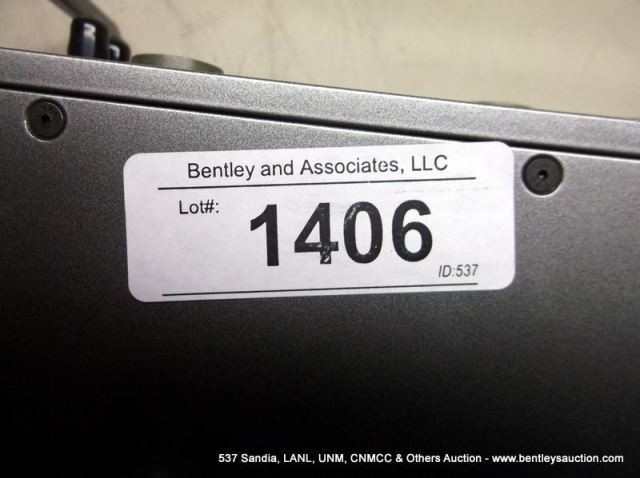 Bentley and Associates, LLC
Lot#: 1406
ID:537
537 Sandia, LANL, UNM, CNMCC & Others Auction - www.bentleysauction.com